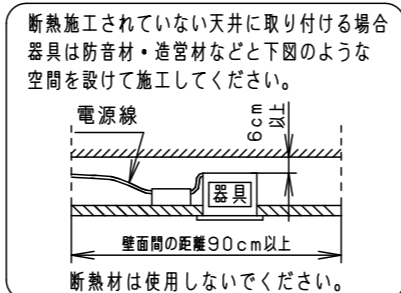 断熱施工されていない天井に取り付ける場合
器具は防音材・造営材などと下図のような
空間を設けて施工してください。
電源線
6cm
以上
器具
壁面間の距離90cm以上
断熱材は使用しないでください。